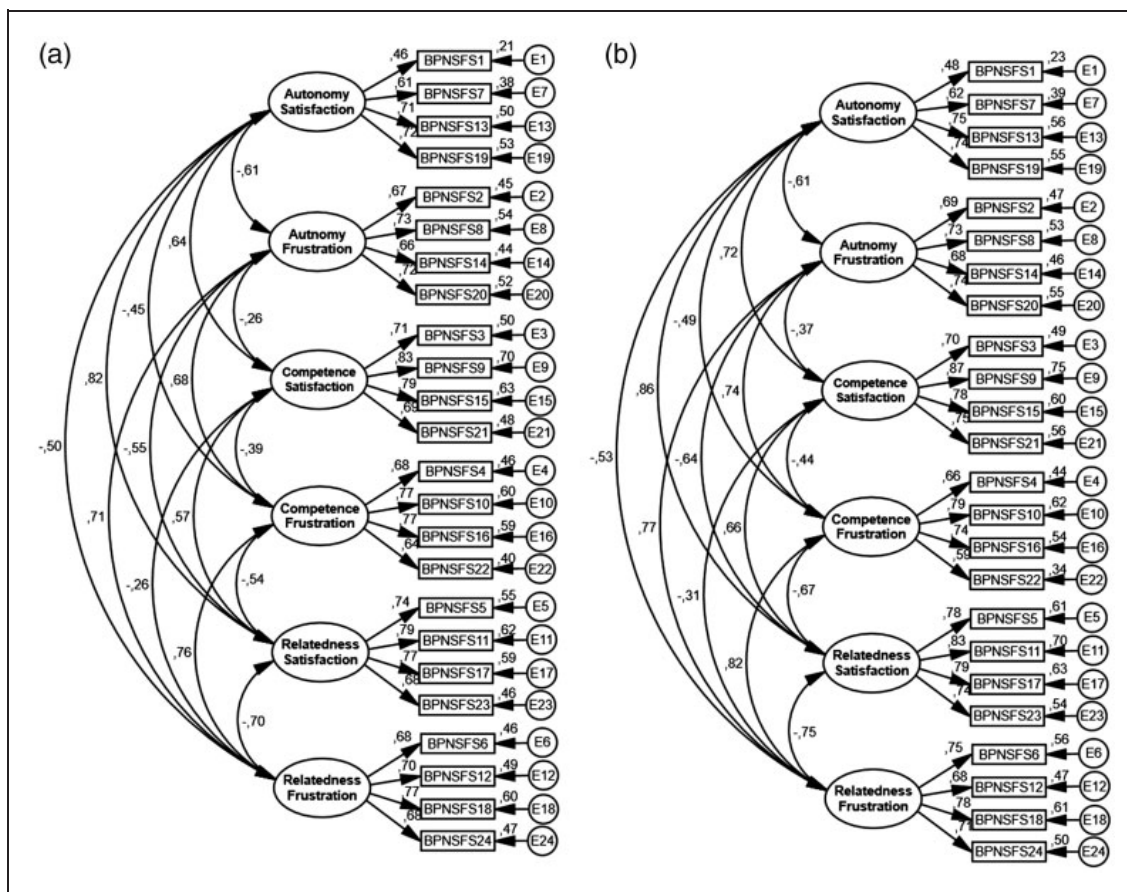 (a)
,46
BPNSFS1
,21
E1
Autonomy
Satisfaction
,61
BPNSFS7
,38
E7
,71
BPNSFS13
,50
E13
,72
BPNSFS19
,53
E19
-,61
,67
BPNSFS2
,45
E2
Autnomy
Frustration
,73
BPNSFS8
,54
E8
,66
BPNSFS14
,44
E14
,72
BPNSFS20
,52
E20
,64
-,45
-,26
,71
BPNSFS3
,50
E3
Competence
Satisfaction
,83
BPNSFS9
,70
E9
,79
BPNSFS15
,63
E15
,69
BPNSFS21
,48
E21
,82
,68
-,50
-,55
-,39
,68
BPNSFS4
,46
E4
Competence
Frustration
,77
BPNSFS10
,60
E10
,77
BPNSFS16
,59
E16
,64
BPNSFS22
,40
E22
,71
,57
-,26
-,54
,74
BPNSFS5
,55
E5
Relatedness
Satisfaction
,79
BPNSFS11
,62
E11
,77
BPNSFS17
,59
E17
,68
BPNSFS23
,46
E23
,76
-,70
,68
BPNSFS6
,46
E6
Relatedness
Frustration
,70
BPNSFS12
,49
E12
,77
BPNSFS18
,60
E18
,68
BPNSFS24
,47
E24
(b)
,48
BPNSFS1
,23
E1
Autonomy
Satisfaction
,62
BPNSFS7
,39
E7
,75
BPNSFS13
,56
E13
,74
BPNSFS19
,55
E19
-,61
,69
BPNSFS2
,47
E2
Autnomy
Frustration
,73
BPNSFS8
,53
E8
,68
BPNSFS14
,46
E14
,74
BPNSFS20
,55
E20
,72
-,49
-,37
,70
BPNSFS3
,49
E3
Competence
Satisfaction
,87
BPNSFS9
,75
E9
,78
BPNSFS15
,60
E15
,75
BPNSFS21
,56
E21
,86
,74
-,53
-,64
-,44
,66
BPNSFS4
,44
E4
Competence
Frustration
,79
BPNSFS10
,62
E10
,74
BPNSFS16
,54
E16
,59
BPNSFS22
,34
E22
,77
,66
-,31
-,67
,78
BPNSFS5
,61
E5
Relatedness
Satisfaction
,83
BPNSFS11
,70
E11
,79
BPNSFS17
,63
E17
,74
BPNSFS23
,54
E23
,82
-,75
,75
BPNSFS6
,56
E6
Relatedness
Frustration
,68
BPNSFS12
,47
E12
,78
BPNSFS18
,61
E18
BPNSFS24
,50
E24